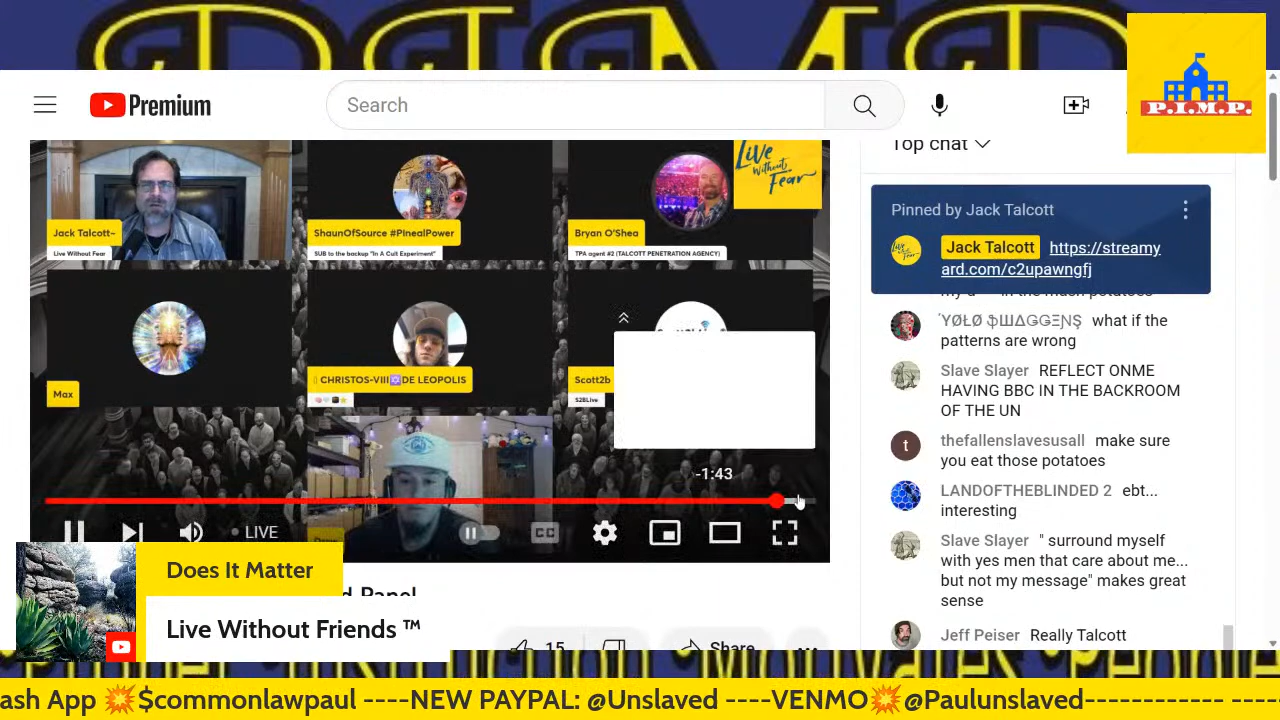 P.I.M.P.
Premium
Search
Top chat
Live
Without
Fear
Pinned by Jack Talcott
Jack Talcott https://streamy
ard.com/c2upawngfj
Jack Talcott~
Live Without Fear
ShaunOfSource #PInealPower
SUB to the backup "In A Cult Experiment"
Bryan O'Shea
TPA agent #2 (TALCOTT PENETRATION AGENCY)
Max
CHRISTOS-VIII🔯DE LEOPOLIS
Scott2b
S2BLive
what if the
patterns are wrong
Slave Slayer REFLECT ONME
HAVING BBC IN THE BACKROOM
OF THE UN
thefallenslavesusall make sure
you eat those potatoes
LANDOFTHEBLINDED 2 ebt...
interesting
Slave Slayer " surround myself
with yes men that care about me...
but not my message" makes great
sense
Jeff Peiser Really Talcott
-1:43
LIVE
CC
d Panel
15
Share
Does It Matter
Live Without Friends ™
ash App 💥$commonlawpaul ----NEW PAYPAL: @Unslaved ----VENMO💥@Paulunslaved------------ ----